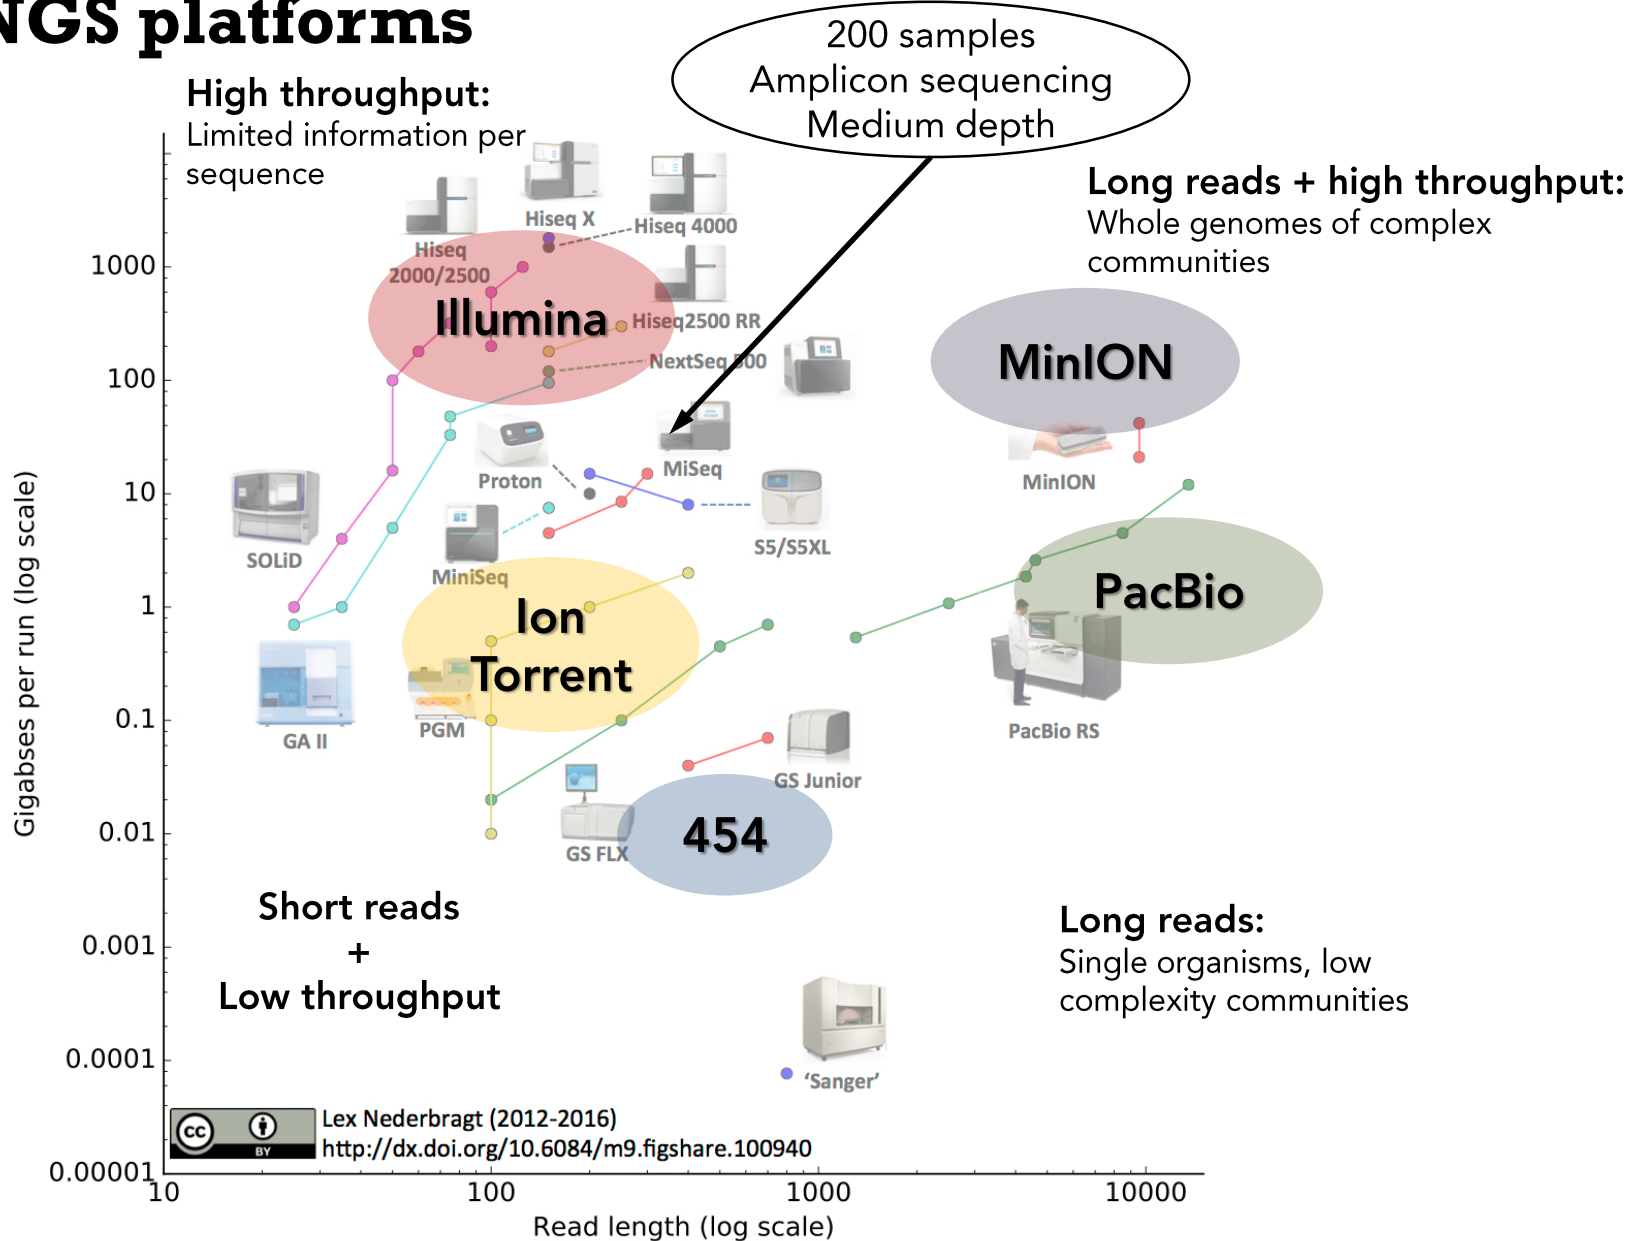 NGS platforms
200 samples
Amplicon sequencing
Medium depth
High throughput:
Limited information per
sequence
Long reads + high throughput:
Whole genomes of complex
communities
Hiseq X
Hiseq 4000
Hiseq
2000/2500
Illumina
Hiseq2500 RR
NextSeq 500
MinION
MiSeq
Proton
MinION
SOLiD
S5/S5XL
MiniSeq
Ion
Torrent
PacBio
GA II
PGM
PacBio RS
GS Junior
454
GS FLX
Short reads
+
Low throughput
Long reads:
Single organisms, low
complexity communities
‘Sanger’
cc
BY
Lex Nederbragt (2012-2016)
http://dx.doi.org/10.6084/m9.figshare.100940
Gigabses per run (log scale)
1000
100
10
1
0.1
0.01
0.001
0.0001
0.00001
10
100
1000
10000
Read length (log scale)